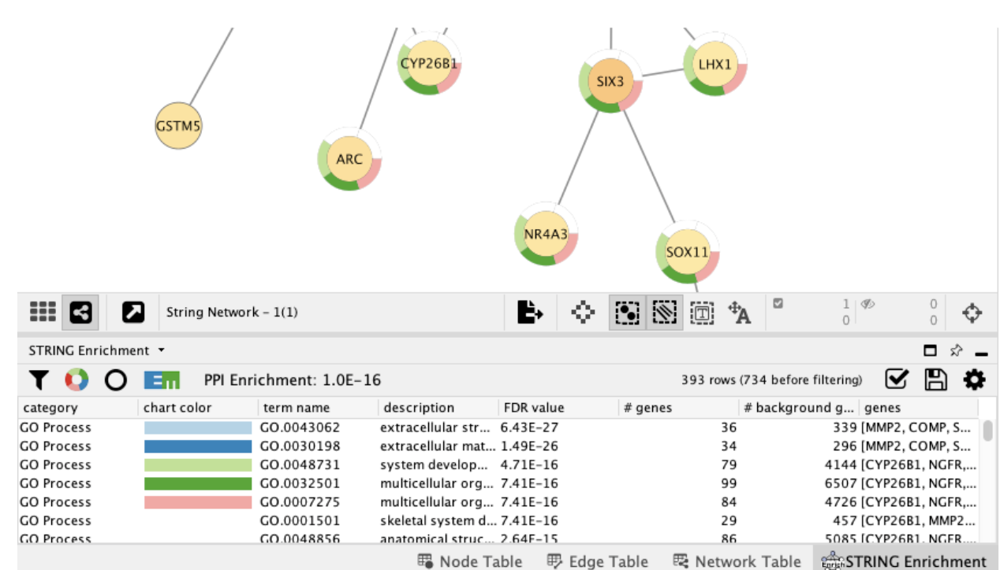 CYP26B1
LHX1
SIX3
GSTM5
ARC
NR4A3
SOX11
String Network – 1(1)
1 0
0 0
STRING Enrichment
Em PPI Enrichment: 1.0E–16 393 rows (734 before filtering)
category chart color term name description FDR value # genes # background g... genes
GO Process GO.0043062 extracellular str... 6.43E–27 36 339 [MMP2, COMP, S...
GO Process GO.0030198 extracellular mat... 1.49E–26 34 296 [MMP2, COMP, S...
GO Process GO.0048731 system develop... 4.71E–16 79 4144 [CYP26B1, NGFR,...
GO Process GO.0032501 multicellular org... 7.41E–16 99 6507 [CYP26B1, NGFR,...
GO Process GO.0007275 multicellular org... 7.41E–16 84 4726 [CYP26B1, NGFR,...
GO Process GO.0001501 skeletal system d... 7.41E–16 29 457 [CYP26B1, MMP2...
GO Process GO.0048856 anatomical struc... 2.64E–15 86 5085 [CYP26B1, NGFR,...
Node Table Edge Table Network Table Enrich STRING Enrichment